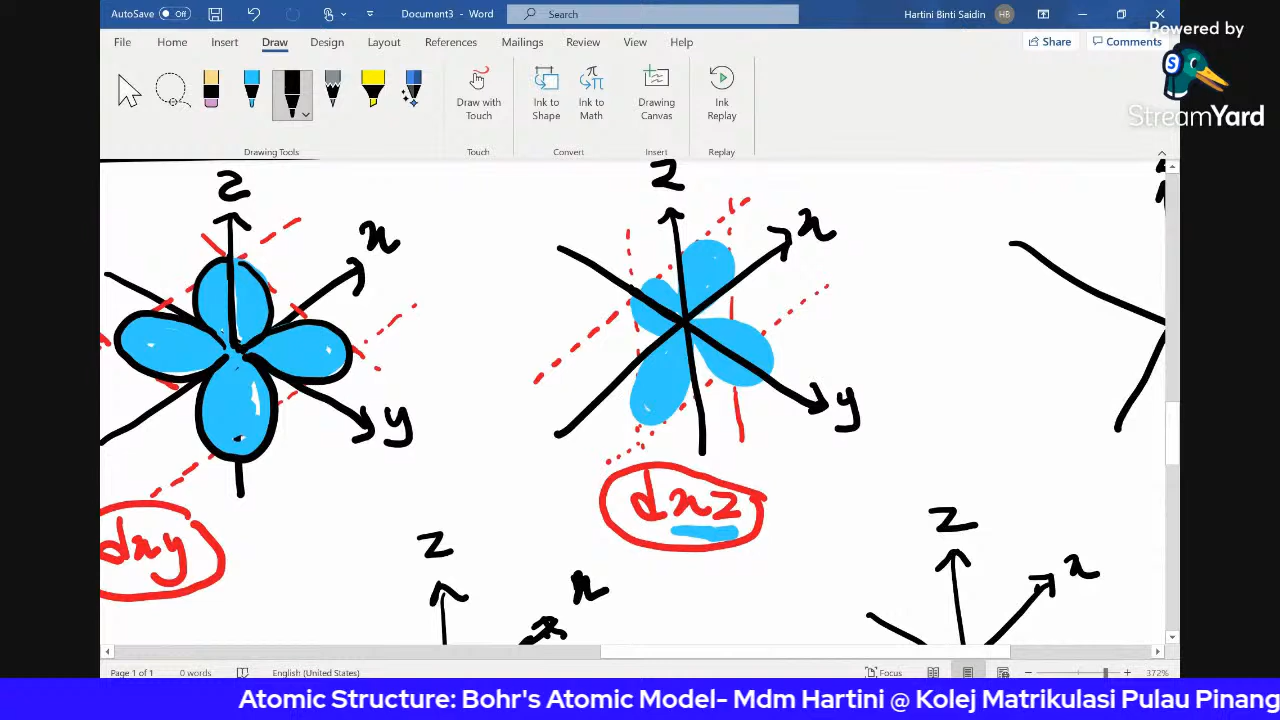 AutoSave Off Document3 - Word Search Hartini Binti Saidin HB
Powered by
StreamYard
File Home Insert Draw Design Layout References Mailings Review View Help Share Comments
Draw with Touch
Ink to Shape
Ink to Math
Drawing Canvas
Ink Replay
Drawing Tools Touch Convert Insert Replay
z
x
y
dxy
z
x
y
dxz
z
x
z
x
Page 1 of 1 0 words English (United States) Focus 372%
Atomic Structure: Bohr's Atomic Model- Mdm Hartini @ Kolej Matrikulasi Pulau Pinang